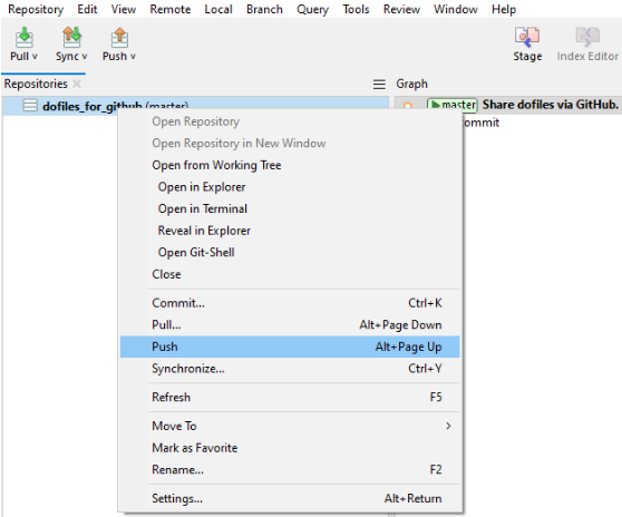 Repository Edit View Remote Local Branch Query Tools Review Window Help
Pull Sync Push Stage Index Editor
Repositories Graph
dofiles_for_github (master) master Share dofiles via GitHub.
ommit
Open Repository
Open Repository in New Window
Open from Working Tree
Open in Explorer
Open in Terminal
Reveal in Explorer
Open Git-Shell
Close
Commit... Ctrl+K
Pull... Alt+Page Down
Push Alt+Page Up
Synchronize... Ctrl+Y
Refresh F5
Move To
Mark as Favorite
Rename... F2
Settings... Alt+Return